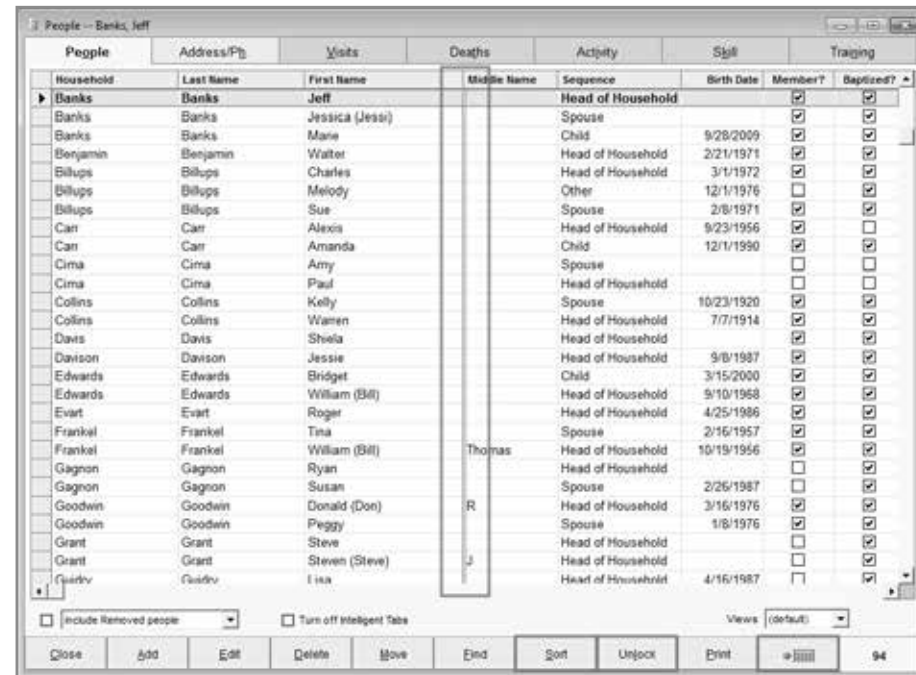 People -- Banks, Jeff
People Address/Ph Visits Deaths Activity Skill Training
Household Last Name First Name Middle Name Sequence Birth Date Member? Baptized?
Banks Banks Jeff Head of Household
Banks Banks Jessica (Jessi) Spouse
Banks Banks Marie Child 9/28/2009
Benjamin Benjamin Walter Head of Household 2/21/1971
Billups Billups Charles Head of Household 3/1/1972
Billups Billups Melody Other 12/1/1976
Billups Billups Sue Spouse 2/8/1971
Carr Carr Alexis Head of Household 9/23/1956
Carr Carr Amanda Child 12/1/1990
Cima Cima Amy Spouse
Cima Cima Paul Head of Household
Collins Collins Kelly Spouse 10/23/1920
Collins Collins Warren Head of Household 7/7/1914
Davis Davis Shiela Head of Household
Davison Davison Jessie Head of Household 9/8/1987
Edwards Edwards Bridget Child 3/15/2000
Edwards Edwards William (Bill) Head of Household 9/10/1968
Evart Evart Roger Head of Household 4/25/1986
Frankel Frankel Tina Spouse 2/16/1957
Frankel Frankel William (Bill) Thomas Head of Household 10/19/1956
Gagnon Gagnon Ryan Head of Household
Gagnon Gagnon Susan Spouse 2/26/1987
Goodwin Goodwin Donald (Don) R Head of Household 3/16/1976
Goodwin Goodwin Peggy Spouse 1/8/1976
Grant Grant Steve Head of Household
Grant Grant Steven (Steve) J Head of Household
Guidry Guidry Lisa Head of Household 4/16/1987
Include Removed people Turn off Intelligent Tabs Views (default)
Close Add Edit Delete Move Find Sort Unlock Print 94